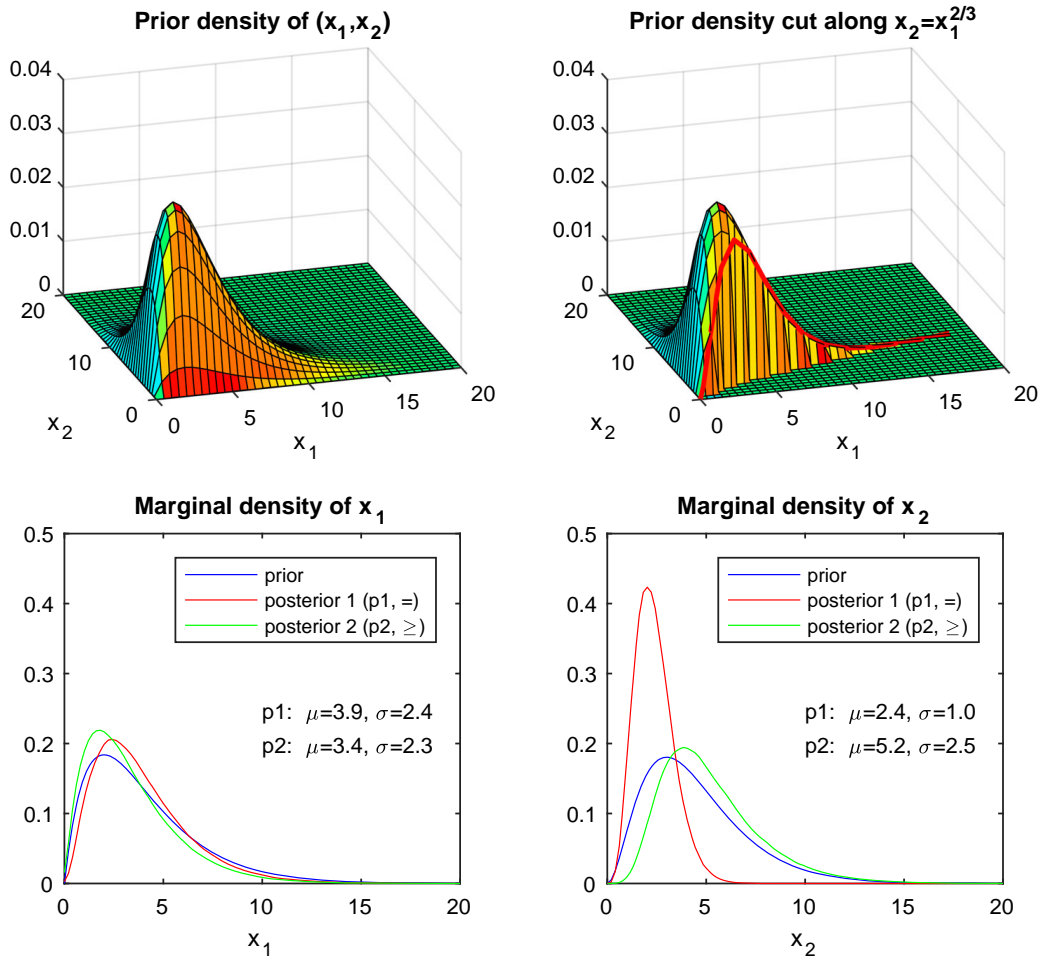 Prior density of (x1,x2)
0.04
0.03
0.02
0.01
0
20
10
0
x2
0
5
10
15
20
x1
Prior density cut along x2=x1^2/3
0.04
0.03
0.02
0.01
0
20
10
0
x2
0
5
10
15
20
x1
Marginal density of x1
0.5
0.4
0.3
0.2
0.1
0
prior
posterior 1 (p1, =)
posterior 2 (p2, ≥)
p1: μ=3.9, σ=2.4
p2: μ=3.4, σ=2.3
0
5
10
15
20
x1
Marginal density of x2
0.5
0.4
0.3
0.2
0.1
0
prior
posterior 1 (p1, =)
posterior 2 (p2, ≥)
p1: μ=2.4, σ=1.0
p2: μ=5.2, σ=2.5
0
5
10
15
20
x2